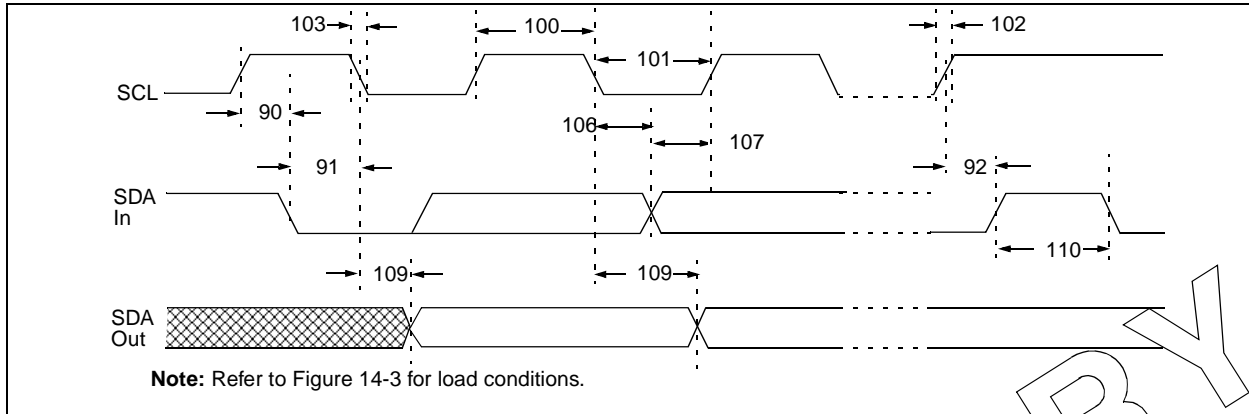 103
100
102
101
SCL
90
106
107
91
92
SDA
In
110
109
109
SDA
Out
Note: Refer to Figure 14-3 for load conditions.
B Y